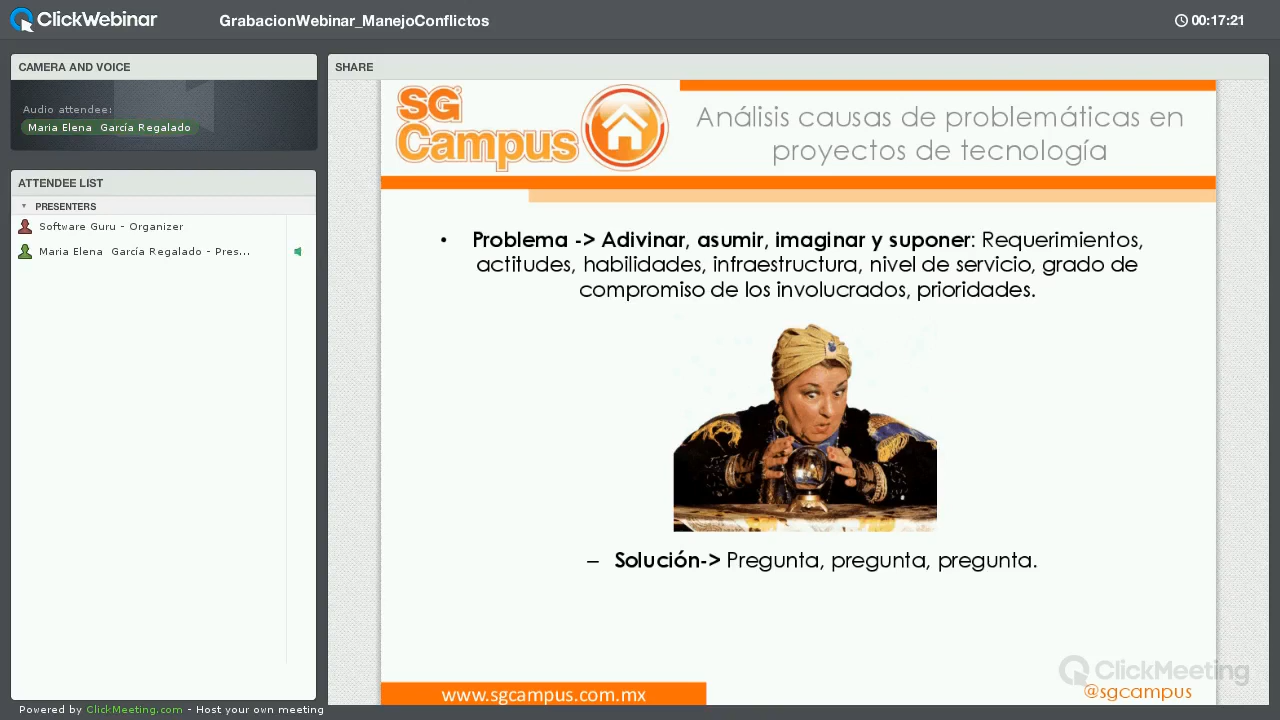 ClickWebinar
GrabacionWebinar_ManejoConflictos
00:17:21
CAMERA AND VOICE
Audio attendee:
Maria Elena García Regalado
ATTENDEE LIST
PRESENTERS
Software Guru - Organizer
Maria Elena García Regalado - Pres...
SHARE
SG
Campus
Análisis causas de problemáticas en
proyectos de tecnología
• Problema -> Adivinar, asumir, imaginar y suponer: Requerimientos,
actitudes, habilidades, infraestructura, nivel de servicio, grado de
compromiso de los involucrados, prioridades.
– Solución-> Pregunta, pregunta, pregunta.
ClickMeeting
www.sgcampus.com.mx
@sgcampus
Powered by ClickMeeting.com - Host your own meeting